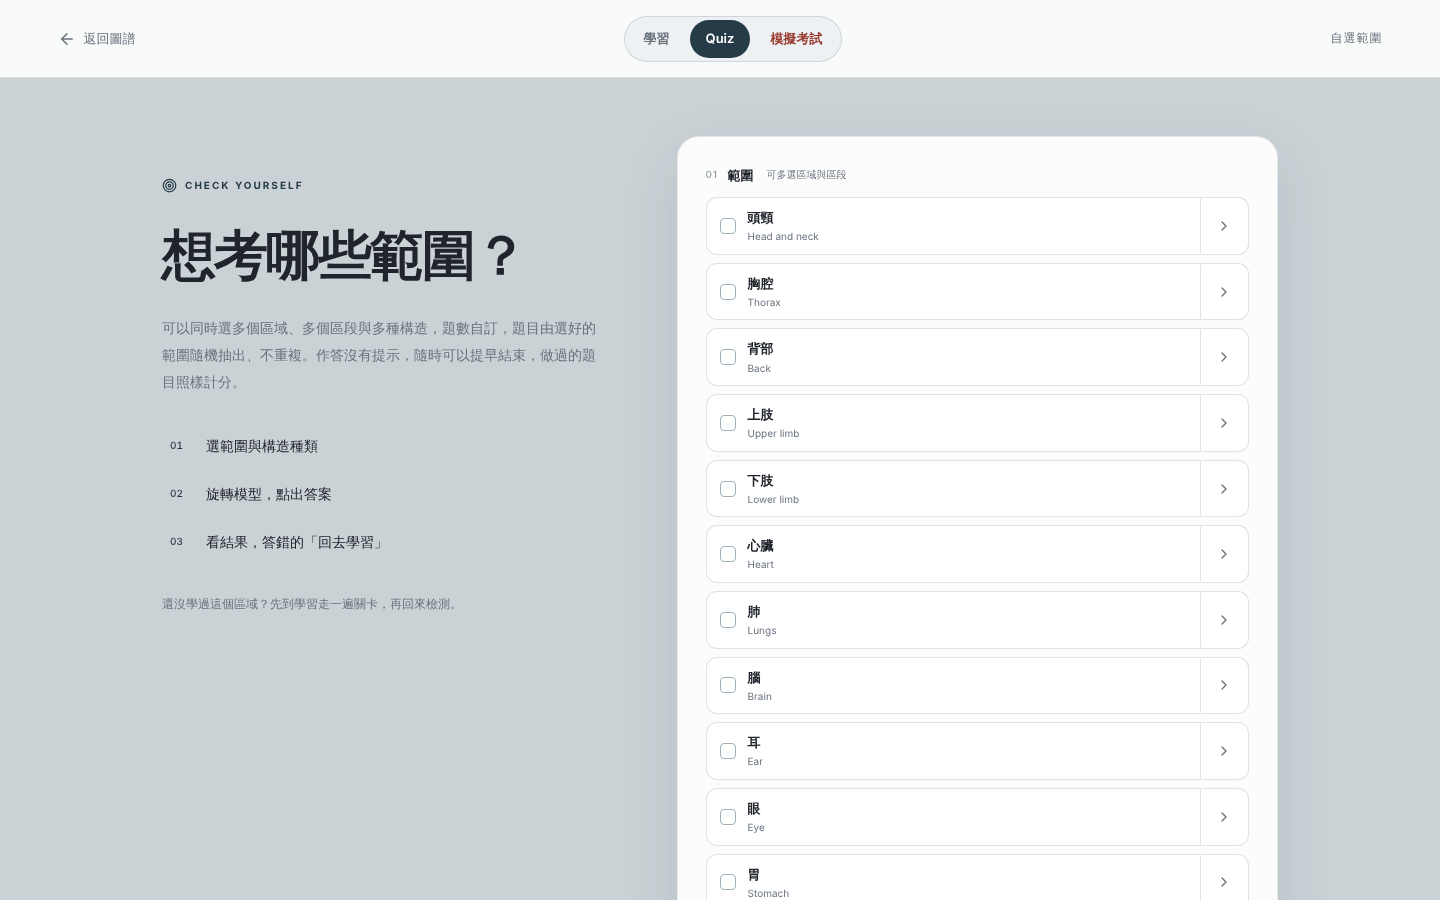 返回圖譜
學習
Quiz
模擬考試
自選範圍
CHECK YOURSELF
想考哪些範圍？
可以同時選多個區域、多個區段與多種構造，題數自訂，題目由選好的
範圍隨機抽出、不重複。作答沒有提示，隨時可以提早結束，做過的題
目照樣計分。
01 選範圍與構造種類
02 旋轉模型，點出答案
03 看結果，答錯的「回去學習」
還沒學過這個區域？先到學習走一遍關卡，再回來檢測。
01 範圍 可多選區域與區段
頭頸
Head and neck
胸腔
Thorax
背部
Back
上肢
Upper limb
下肢
Lower limb
心臟
Heart
肺
Lungs
腦
Brain
耳
Ear
眼
Eye
胃
Stomach